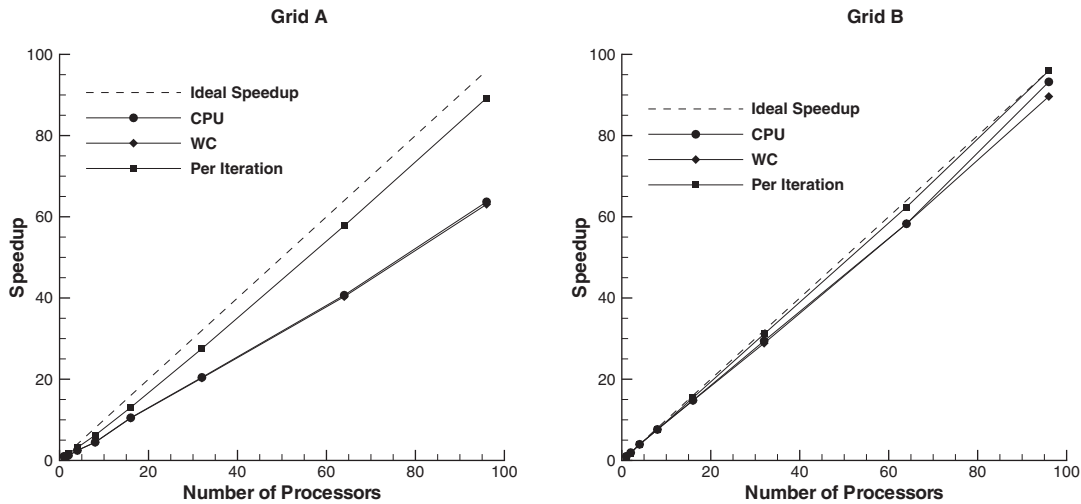 Grid A
100
80
60
40
20
0
0
20
40
60
80
100
Speedup
Number of Processors
Ideal Speedup
CPU
WC
Per Iteration
Grid B
100
80
60
40
20
0
0
20
40
60
80
100
Speedup
Number of Processors
Ideal Speedup
CPU
WC
Per Iteration